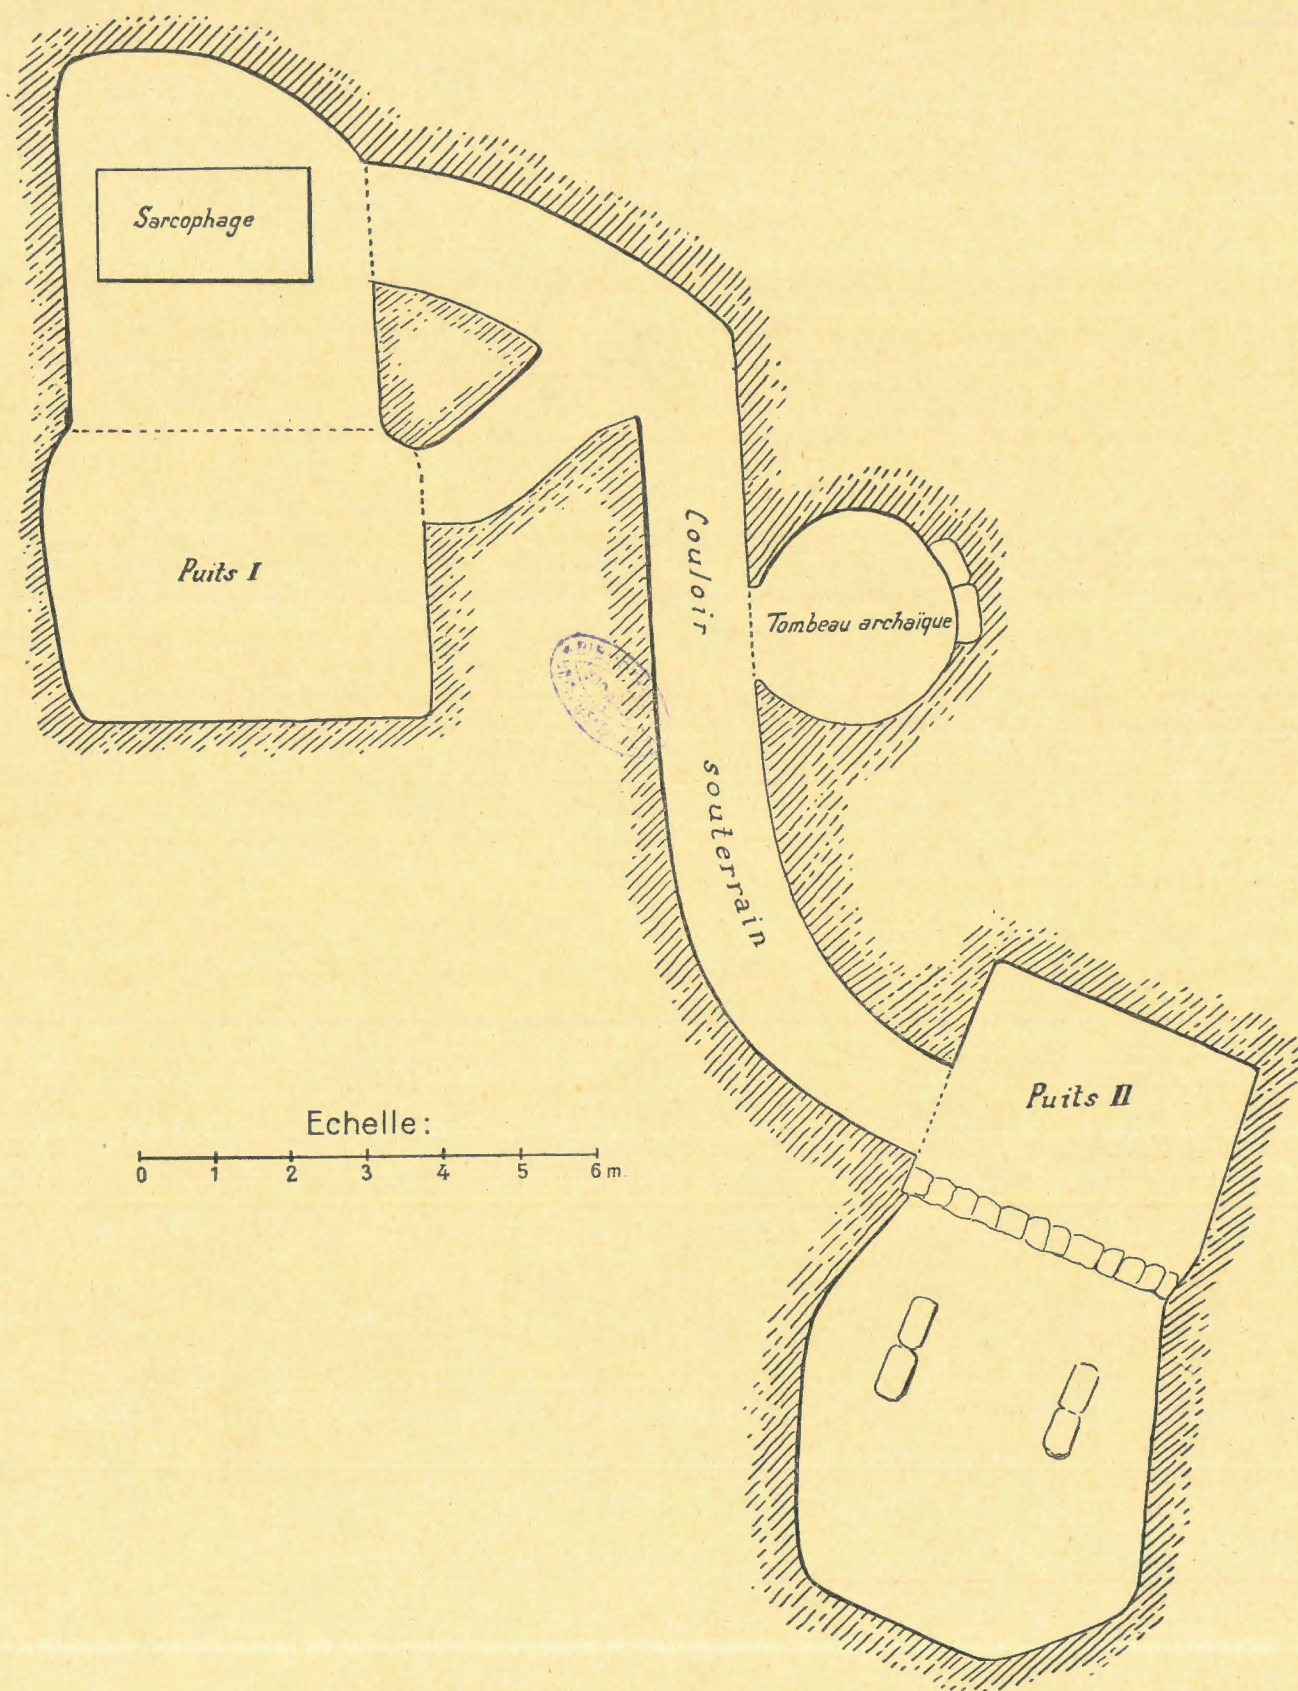 Sarcophage
Puits I
Couloir
souterrain
Tombeau archaïque
Puits II
Echelle:
0 1 2 3 4 5 6 m.